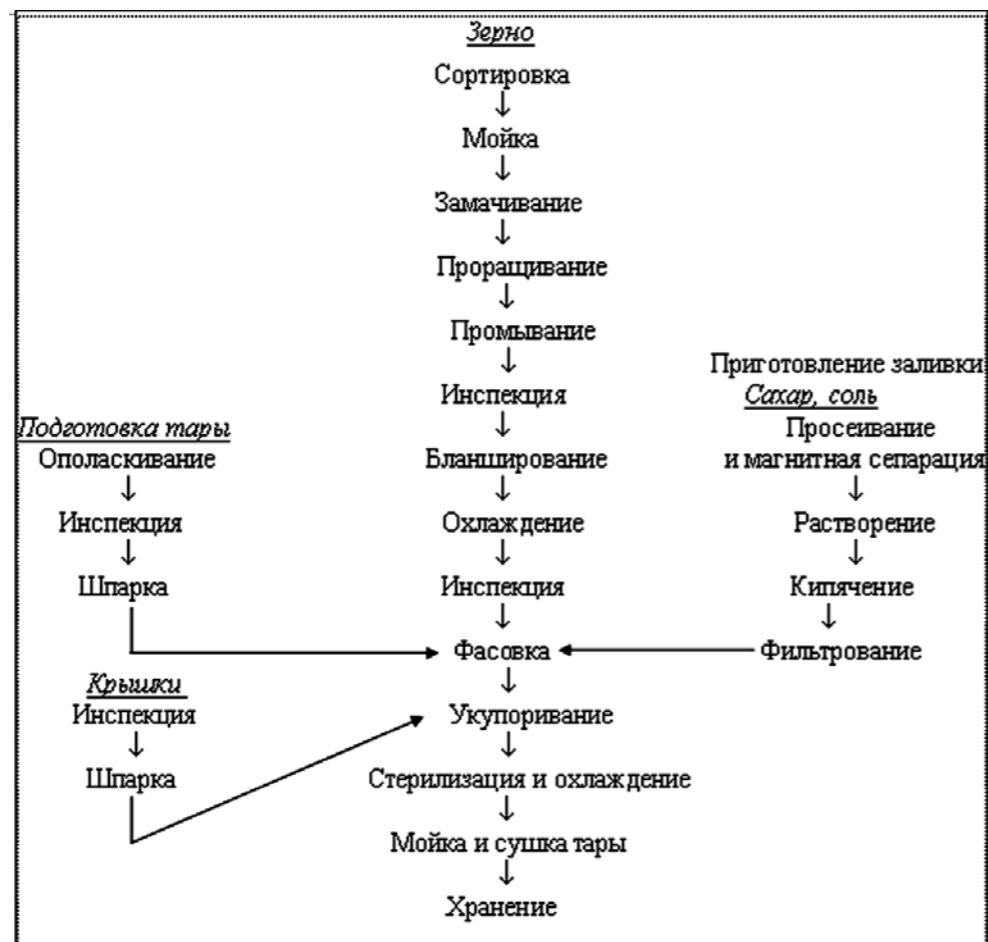 Зерно
Сортировка
Мойка
Замачивание
Проращивание
Промывание
Инспекция
Бланширование
Охлаждение
Инспекция
Фасовка
Укупоривание
Стерилизация и охлаждение
Мойка и сушка тары
Хранение
Подготовка тары
Ополаскивание
Инспекция
Шпарка
Крышки
Инспекция
Шпарка
Приготовление заливки
Сахар, соль
Просеивание
и магнитная сепарация
Растворение
Кипячение
Фильтрование